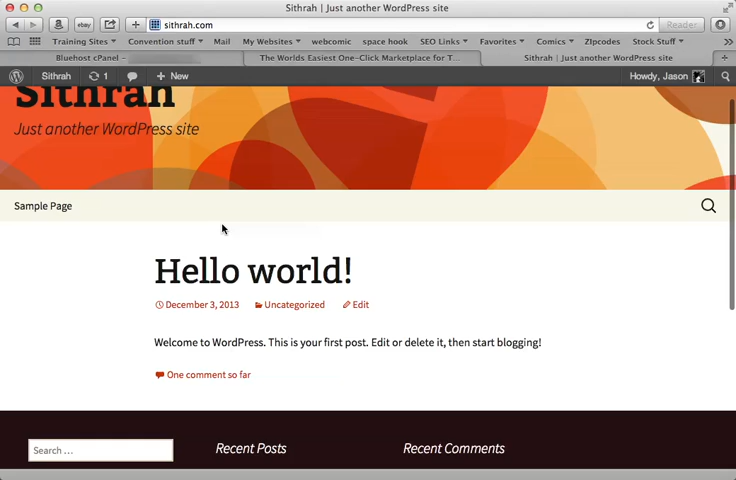 Sithrah | Just another WordPress site
ebay
sithrah.com
Reader
Training Sites Convention stuff Mail My Websites webcomic space hook SEO Links Favorites Comics ZIpcodes Stock Stuff
Bluehost cPanel – The Worlds Easiest One-Click Marketplace for T... Sithrah | Just another WordPress site
Sithrah 1 New Howdy, Jason
Sithrah
Just another WordPress site
Sample Page
Hello world!
December 3, 2013 Uncategorized Edit
Welcome to WordPress. This is your first post. Edit or delete it, then start blogging!
One comment so far
Search … Recent Posts Recent Comments